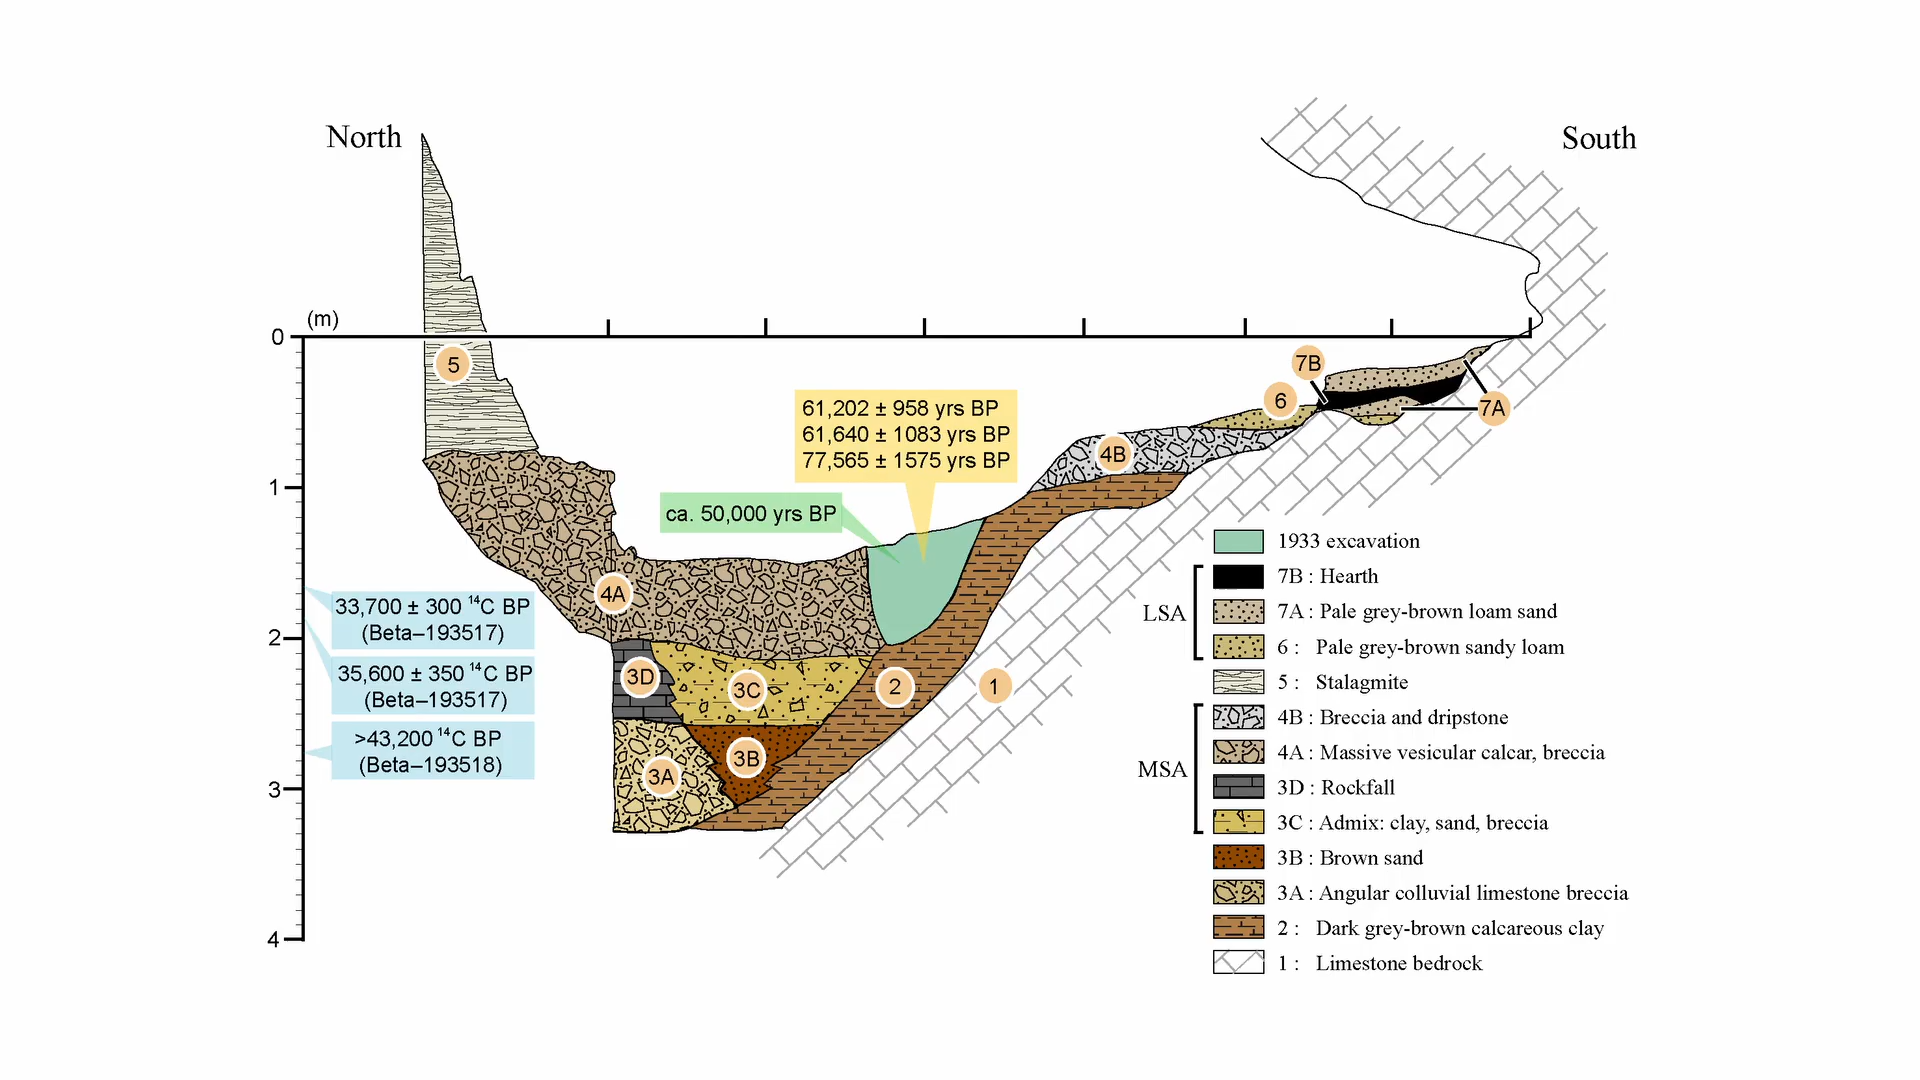 North
South
(m)
0
1
2
3
4
5
7B
6
7A
61,202 ± 958 yrs BP
61,640 ± 1083 yrs BP
77,565 ± 1575 yrs BP
4B
ca. 50,000 yrs BP
4A
33,700 ± 300 ¹⁴C BP
(Beta–193517)
35,600 ± 350 ¹⁴C BP
(Beta–193517)
>43,200 ¹⁴C BP
(Beta–193518)
3D
3C
2
1
3B
3A
1933 excavation
LSA
7B : Hearth
7A : Pale grey-brown loam sand
6 : Pale grey-brown sandy loam
5 : Stalagmite
MSA
4B : Breccia and dripstone
4A : Massive vesicular calcar, breccia
3D : Rockfall
3C : Admix: clay, sand, breccia
3B : Brown sand
3A : Angular colluvial limestone breccia
2 : Dark grey-brown calcareous clay
1 : Limestone bedrock